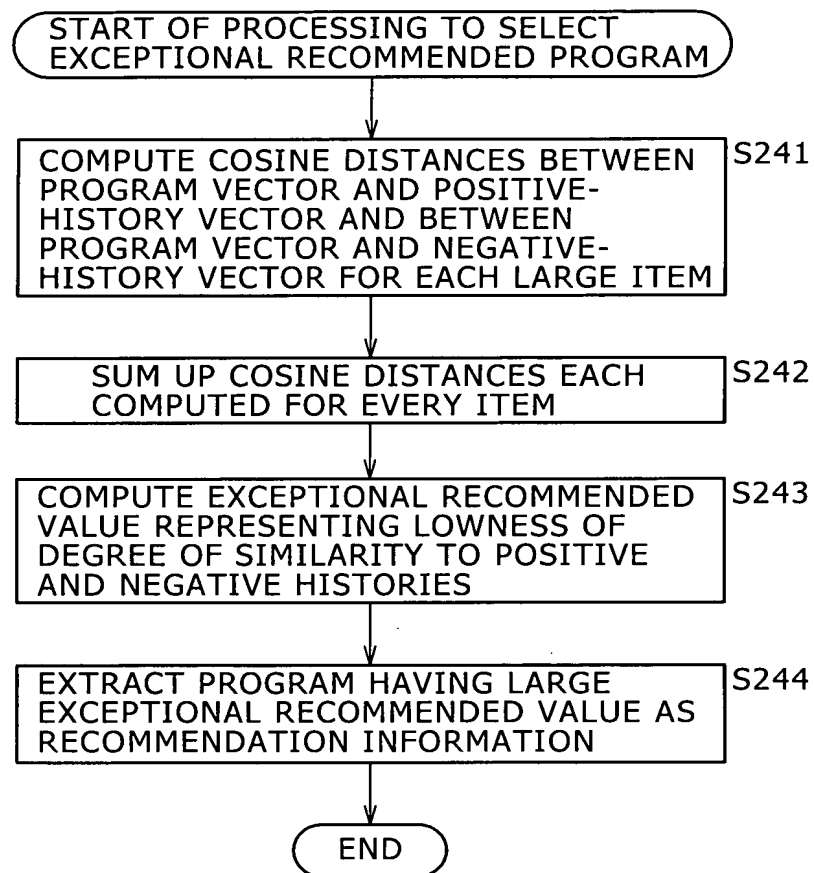 START OF PROCESSING TO SELECT
EXCEPTIONAL RECOMMENDED PROGRAM
COMPUTE COSINE DISTANCES BETWEEN
PROGRAM VECTOR AND POSITIVE-
HISTORY VECTOR AND BETWEEN
PROGRAM VECTOR AND NEGATIVE-
HISTORY VECTOR FOR EACH LARGE ITEM
S241
SUM UP COSINE DISTANCES EACH
COMPUTED FOR EVERY ITEM
S242
COMPUTE EXCEPTIONAL RECOMMENDED
VALUE REPRESENTING LOWNESS OF
DEGREE OF SIMILARITY TO POSITIVE
AND NEGATIVE HISTORIES
S243
EXTRACT PROGRAM HAVING LARGE
EXCEPTIONAL RECOMMENDED VALUE AS
RECOMMENDATION INFORMATION
S244
END